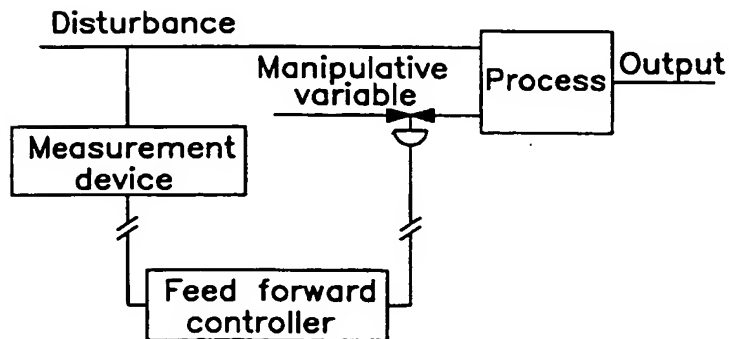 Disturbance
Manipulative
variable
Process
Output
Measurement
device
Feed forward
controller